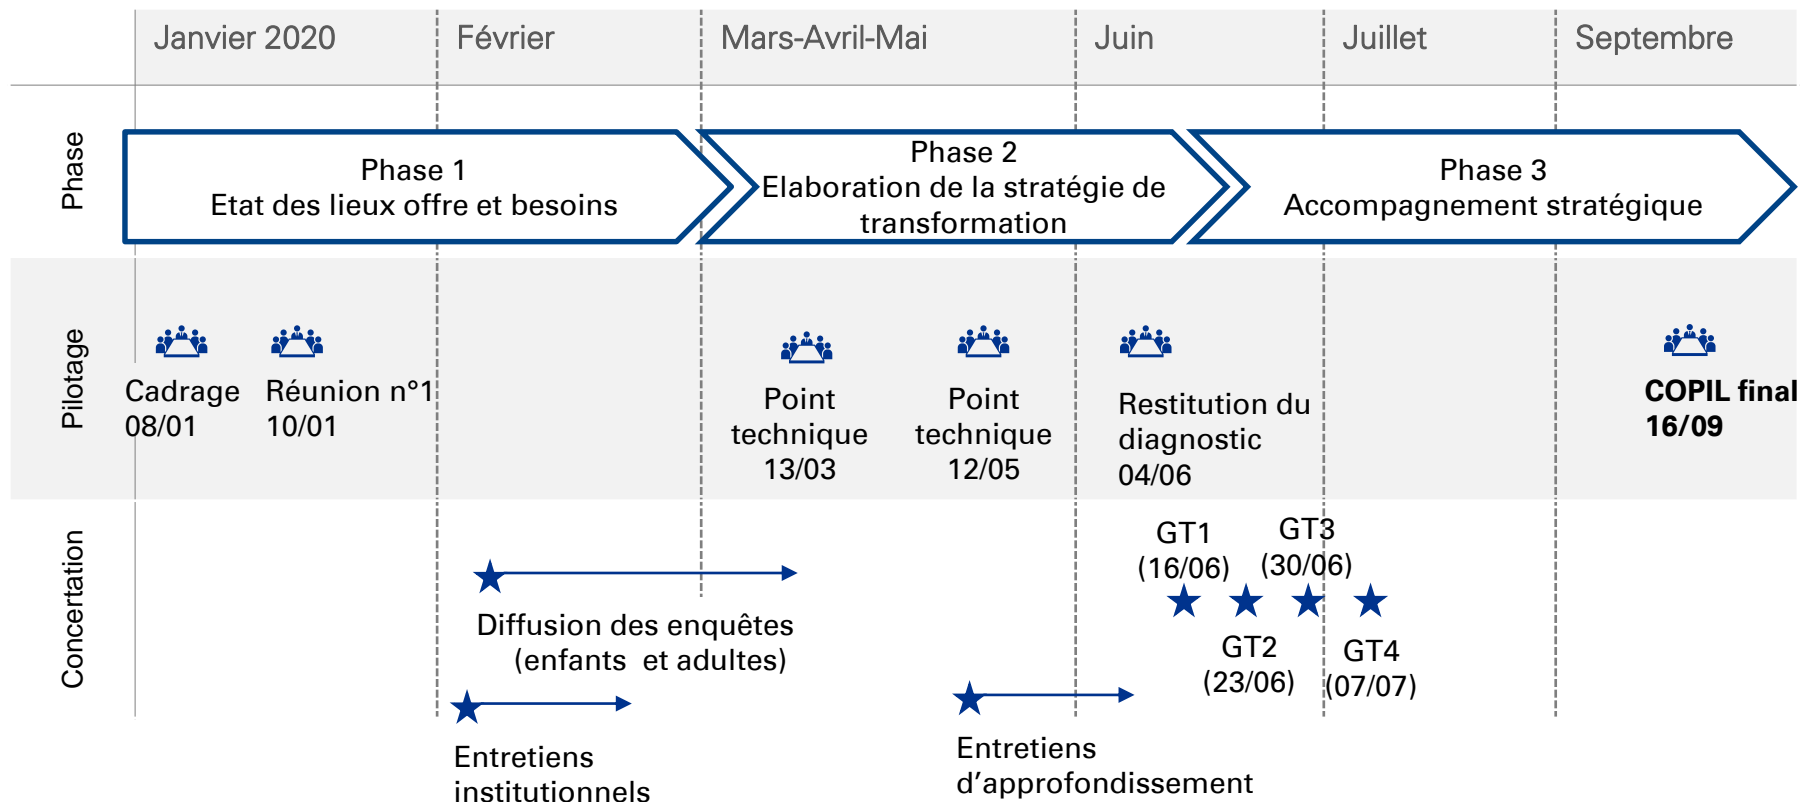 Janvier 2020
Février
Mars-Avril-Mai
Juin
Juillet
Septembre
Phase
Phase 1
Etat des lieux offre et besoins
Phase 2
Elaboration de la stratégie de
transformation
Phase 3
Accompagnement stratégique
Pilotage
Cadrage
08/01
Réunion n°1
10/01
Point
technique
13/03
Point
technique
12/05
Restitution du
diagnostic
04/06
COPIL final
16/09
Concertation
GT1
(16/06)
GT3
(30/06)
Diffusion des enquêtes
(enfants et adultes)
GT2
(23/06)
GT4
(07/07)
Entretiens
institutionnels
Entretiens
d’approfondissement